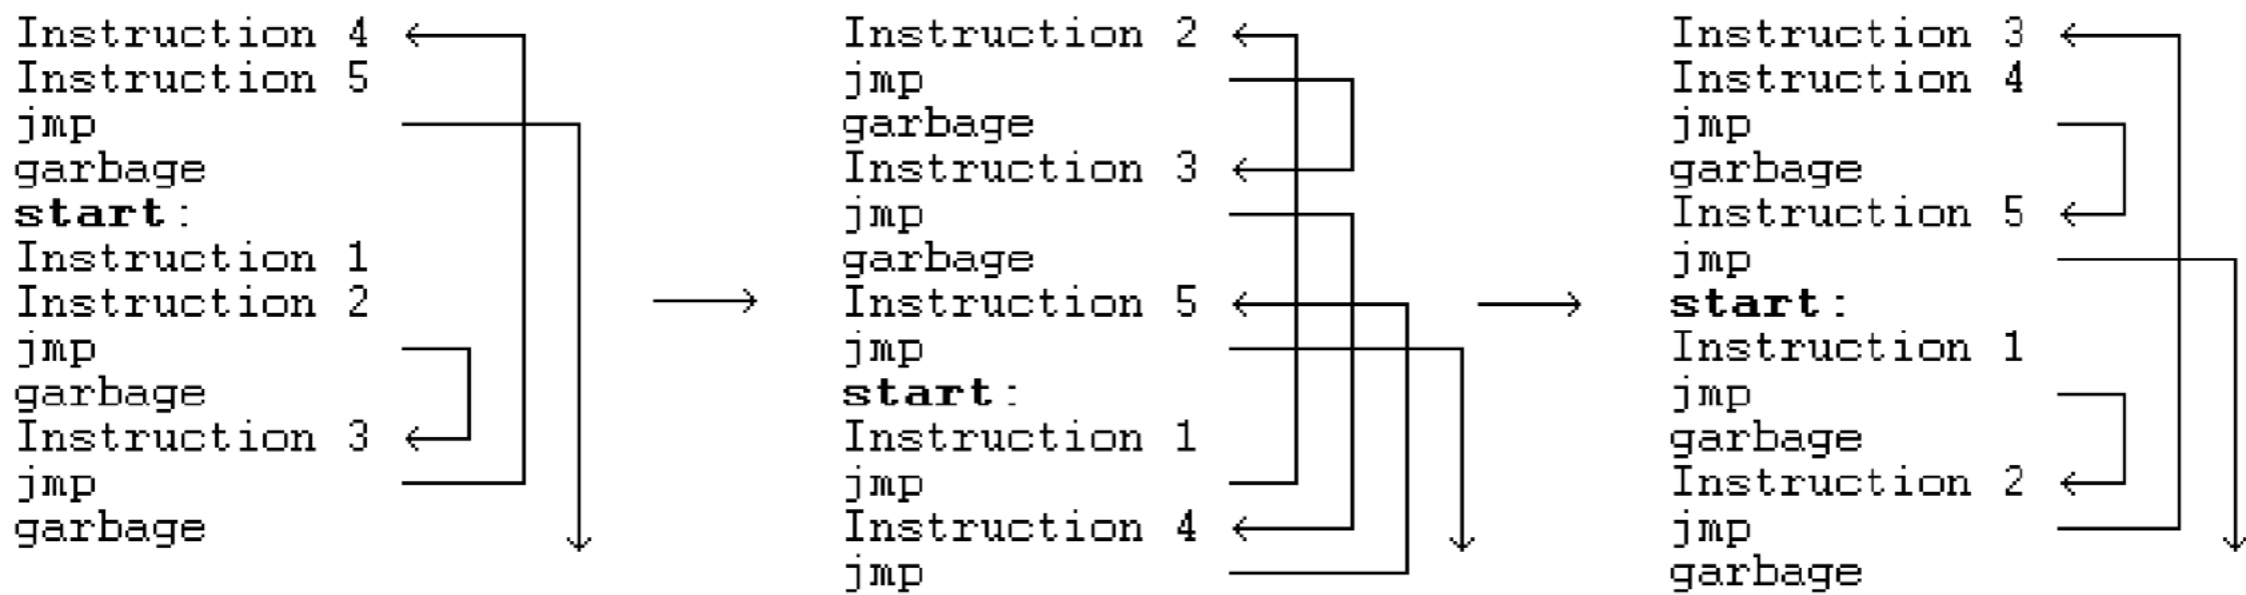 Instruction 4
Instruction 5
jmp
garbage
start:
Instruction 1
Instruction 2
jmp
garbage
Instruction 3
jmp
garbage
Instruction 2
jmp
garbage
Instruction 3
jmp
garbage
Instruction 5
jmp
start:
Instruction 1
jmp
Instruction 4
jmp
Instruction 3
Instruction 4
jmp
garbage
Instruction 5
jmp
start:
Instruction 1
jmp
garbage
Instruction 2
jmp
garbage